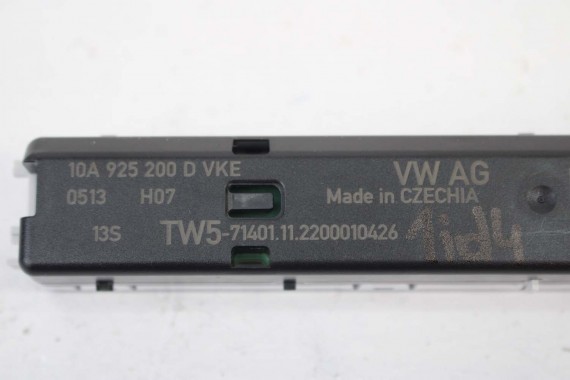 10A 925 200 D VKE
VW AG
0513 H07
Made in CZECHIA
13S
TW5-71401.11.2200010426